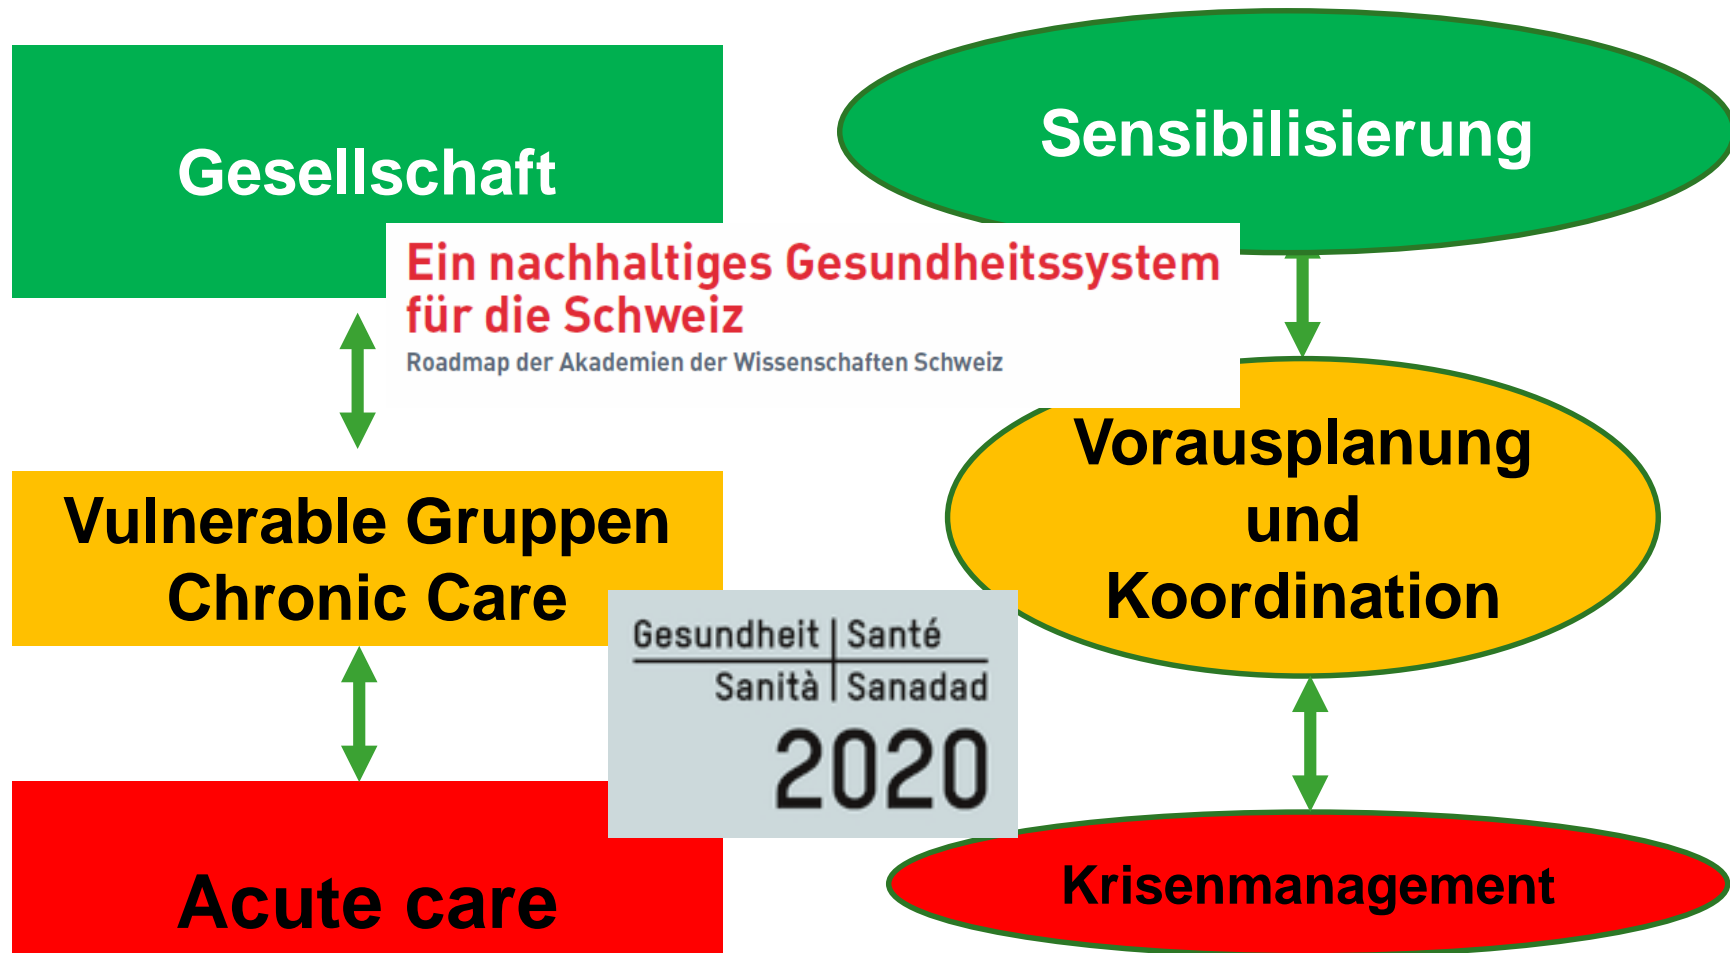 Gesellschaft
Sensibilisierung
Ein nachhaltiges Gesundheitssystem
für die Schweiz
Roadmap der Akademien der Wissenschaften Schweiz
Vulnerable Gruppen
Chronic Care
Vorausplanung
und
Koordination
Gesundheit Santé
Sanità Sanadad
2020
Acute care
Krisenmanagement